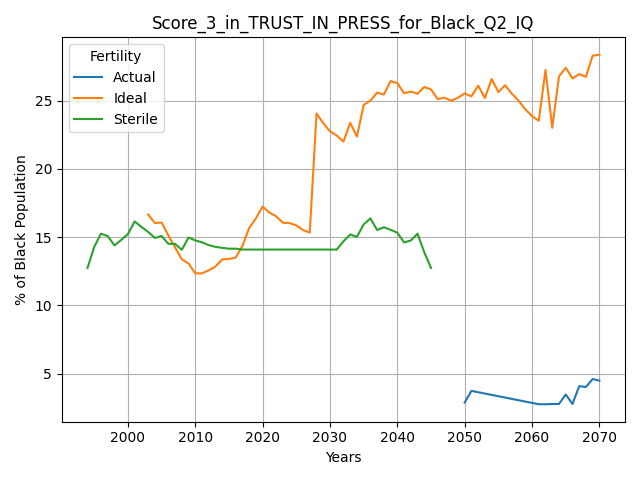 Score_3_in_TRUST_IN_PRESS_for_Black_Q2_IQ
Fertility
Actual
Ideal
Sterile
% of Black Population
25
20
15
10
5
2000 2010 2020 2030 2040 2050 2060 2070
Years